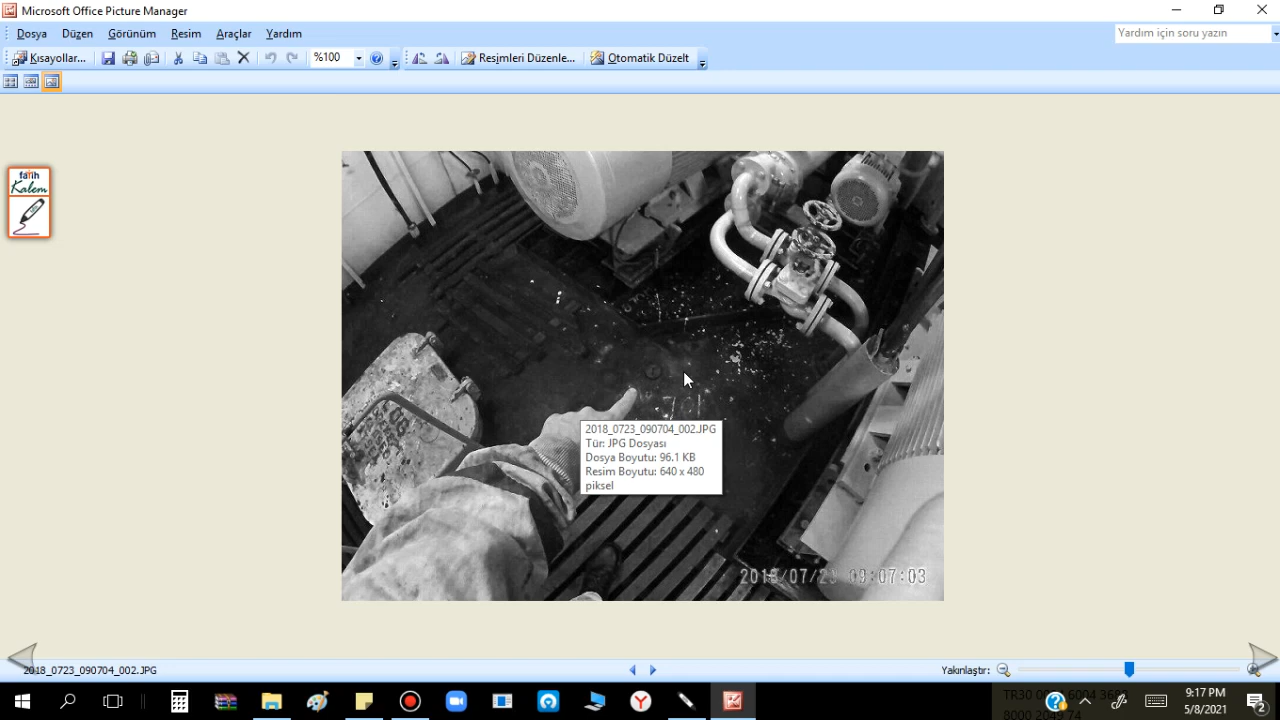 Microsoft Office Picture Manager
Dosya Düzen Görünüm Resim Araçlar Yardım
Yardım için soru yazın
Kısayollar... %100 Resimleri Düzenle... Otomatik Düzelt
fatih
Kalem
2018_0723_090704_002.JPG
Tür: JPG Dosyası
Dosya Boyutu: 96.1 KB
Resim Boyutu: 640 x 480
piksel
2018/07/23 09:07:03
2018_0723_090704_002.JPG
Yakınlaştır:
9:17 PM
5/8/2021
2